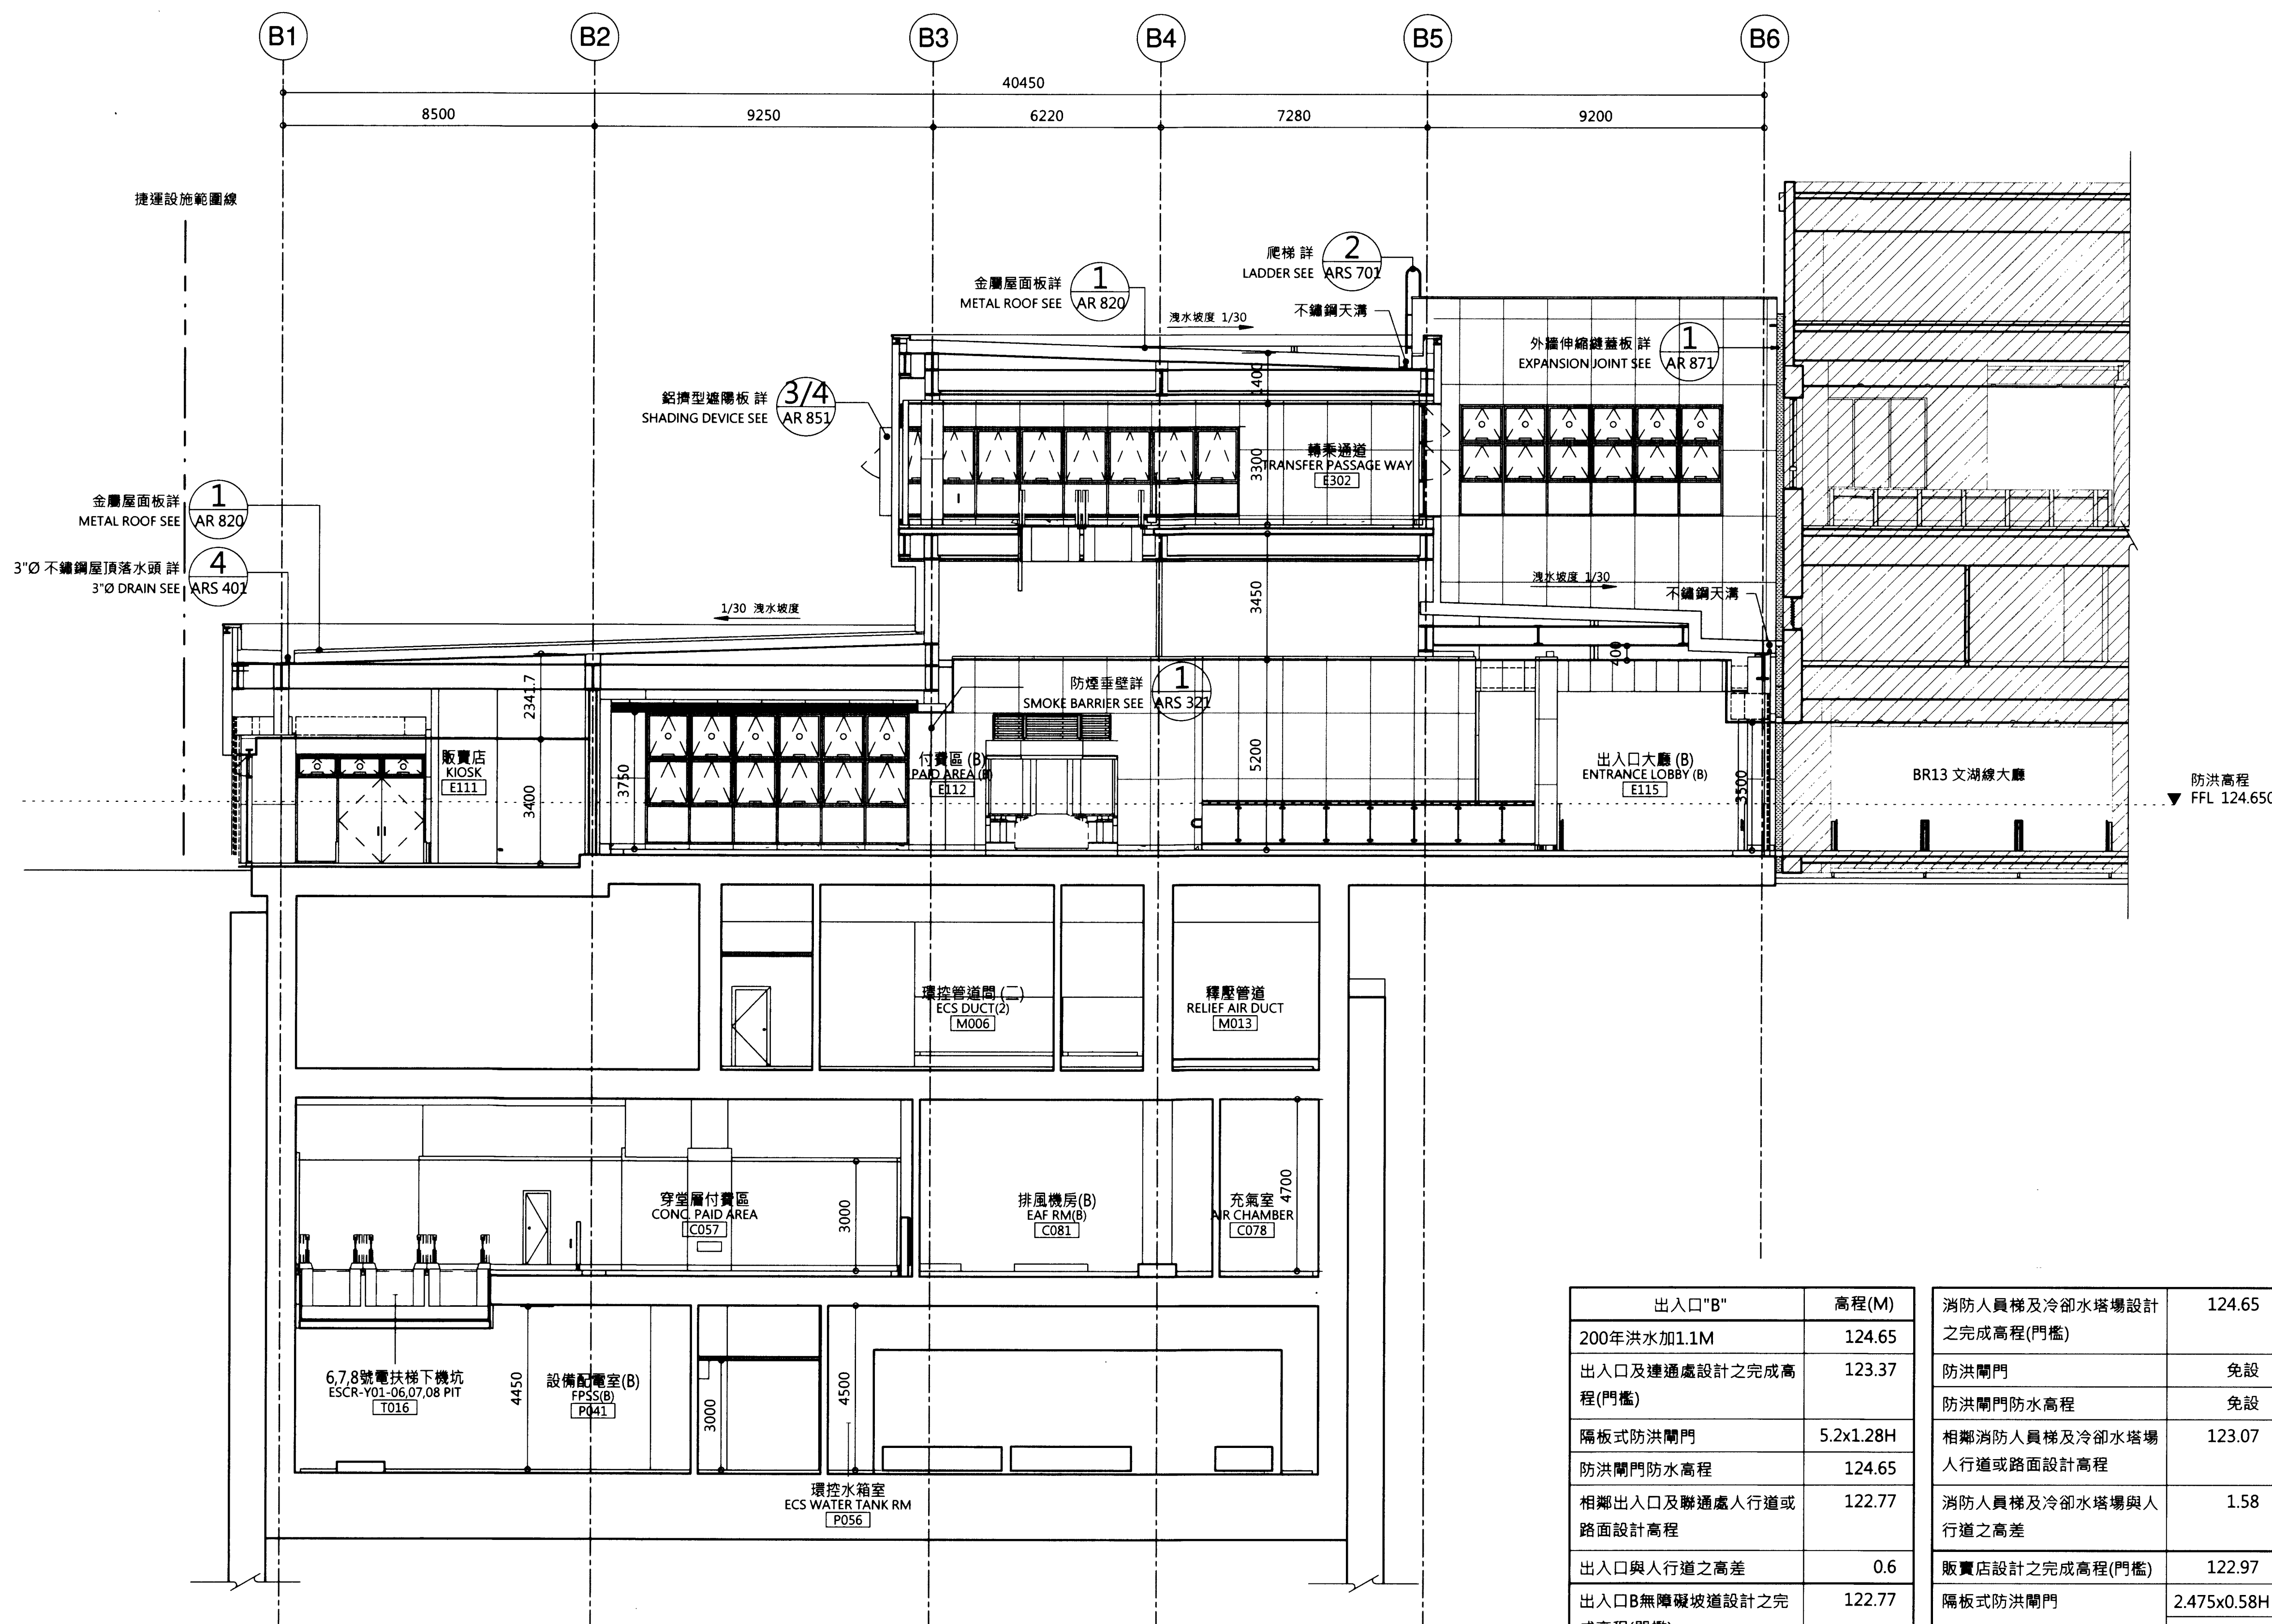 B1
B2
B3
B4
B5
B6
40450
8500
9250
6220
7280
9200
捷運設施範圍線
爬梯 詳
LADDER SEE
2
ARS 701
金屬屋面板詳
METAL ROOF SEE
1
AR 820
洩水坡度 1/30
不鏽鋼天溝
外牆伸縮縫蓋板 詳
EXPANSION JOINT SEE
1
AR 871
鋁擠型遮陽板 詳
SHADING DEVICE SEE
3/4
AR 851
1400
3300
轉乘通道
TRANSFER PASSAGE WAY
E302
金屬屋面板詳
METAL ROOF SEE
1
AR 820
3"Ø 不鏽鋼屋頂落水頭 詳
3"Ø DRAIN SEE
4
ARS 401
1/30 洩水坡度
3450
洩水坡度 1/30
不鏽鋼天溝
400
2341.7
防煙垂壁詳
SMOKE BARRIER SEE
1
ARS 321
販賣店
KIOSK
E111
3400
3750
付費區 (B)
PAID AREA (B)
E112
5200
出入口大廳 (B)
ENTRANCE LOBBY (B)
E115
3500
BR13 文湖線大廳
防洪高程
FFL 124.650
環控管道間 (二)
ECS DUCT(2)
M006
釋壓管道
RELIEF AIR DUCT
M013
穿堂層付費區
CONC. PAID AREA
C057
3000
排風機房(B)
EAF RM(B)
C081
充氣室
AIR CHAMBER
C078
4700
6,7,8號電扶梯下機坑
ESCR-Y01-06,07,08 PIT
T016
4450
設備配電室(B)
FPSS(B)
P041
3000
4500
環控水箱室
ECS WATER TANK RM
P056
出入口"B" 高程(M)
200年洪水加1.1M 124.65
出入口及連通處設計之完成高 123.37
程(門檻)
隔板式防洪閘門 5.2x1.28H
防洪閘門防水高程 124.65
相鄰出入口及聯通處人行道或 122.77
路面設計高程
出入口與人行道之高差 0.6
出入口B無障礙坡道設計之完 122.77
成高程(門檻)
消防人員梯及冷卻水塔場設計 124.65
之完成高程(門檻)
防洪閘門 免設
防洪閘門防水高程 免設
相鄰消防人員梯及冷卻水塔場 123.07
人行道或路面設計高程
消防人員梯及冷卻水塔場與人 1.58
行道之高差
販賣店設計之完成高程(門檻) 122.97
隔板式防洪閘門 2.475x0.58H